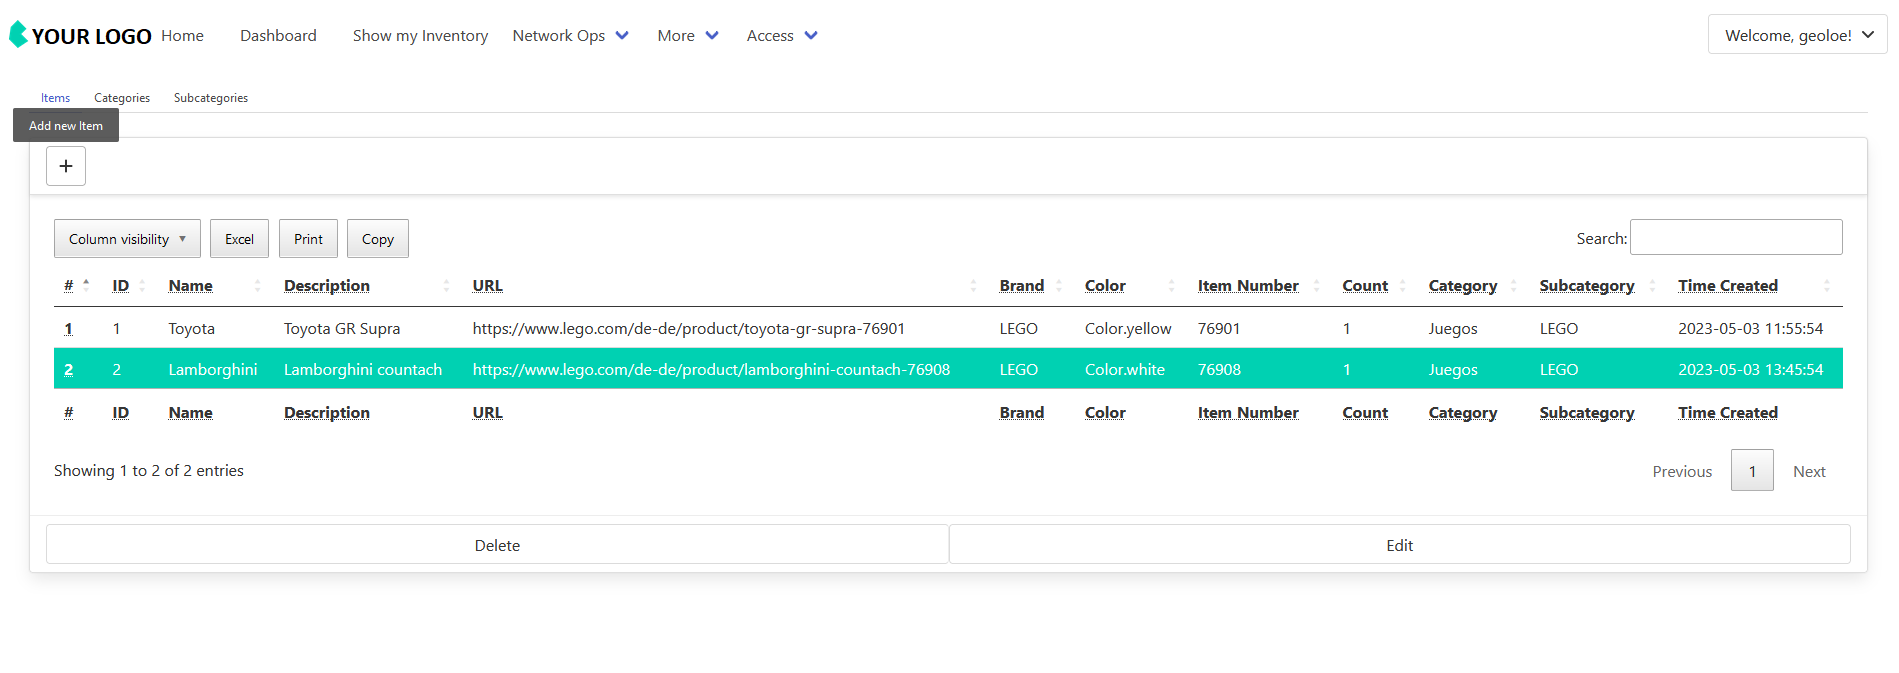 YOUR LOGO Home Dashboard Show my Inventory Network Ops More Access Welcome, geoloe!
Items Categories Subcategories
Add new Item
+
Column visibility Excel Print Copy Search:
# ID Name Description URL Brand Color Item Number Count Category Subcategory Time Created
1 1 Toyota Toyota GR Supra https://www.lego.com/de-de/product/toyota-gr-supra-76901 LEGO Color.yellow 76901 1 Juegos LEGO 2023-05-03 11:55:54
2 2 Lamborghini Lamborghini countach https://www.lego.com/de-de/product/lamborghini-countach-76908 LEGO Color.white 76908 1 Juegos LEGO 2023-05-03 13:45:54
# ID Name Description URL Brand Color Item Number Count Category Subcategory Time Created
Showing 1 to 2 of 2 entries Previous 1 Next
Delete Edit